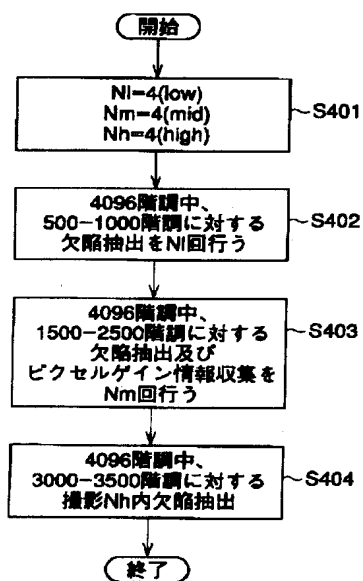 開始
Nl=4(low)
Nm=4(mid)
Nh=4(high)
S401
4096階調中、
500-1000階調に対する
欠陥抽出をNl回行う
S402
4096階調中、
1500-2500階調に対する
欠陥抽出及び
ピクセルゲイン情報収集を
Nm回行う
S403
4096階調中、
3000-3500階調に対する
撮影Nh内欠陥抽出
S404
終了